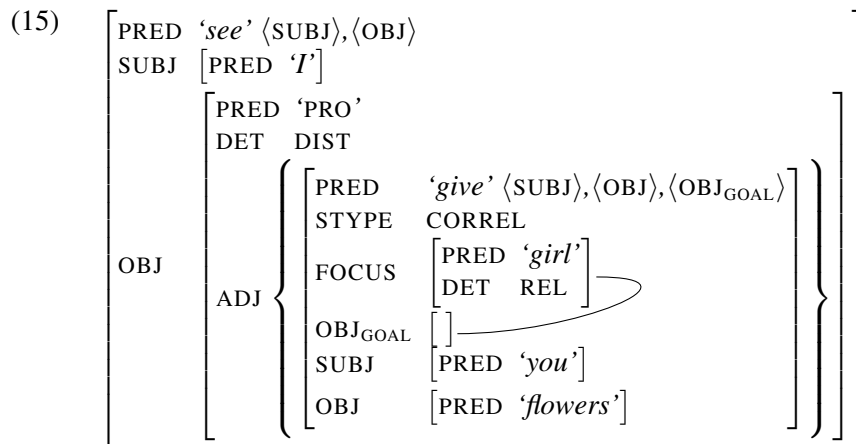 (15)
PRED ‘see’ ⟨SUBJ⟩,⟨OBJ⟩
SUBJ [PRED ‘I’]
PRED ‘PRO’
DET DIST
PRED ‘give’ ⟨SUBJ⟩,⟨OBJ⟩,⟨OBJGOAL⟩
STYPE CORREL
OBJ ADJ FOCUS [PRED ‘girl’
DET REL]
OBJGOAL [ ]
SUBJ [PRED ‘you’]
OBJ [PRED ‘flowers’]